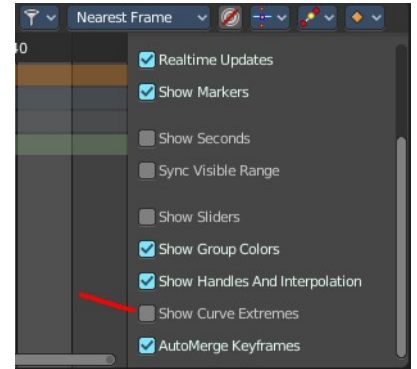 Nearest Frame
40
Realtime Updates
Show Markers
Show Seconds
Sync Visible Range
Show Sliders
Show Group Colors
Show Handles And Interpolation
Show Curve Extremes
AutoMerge Keyframes